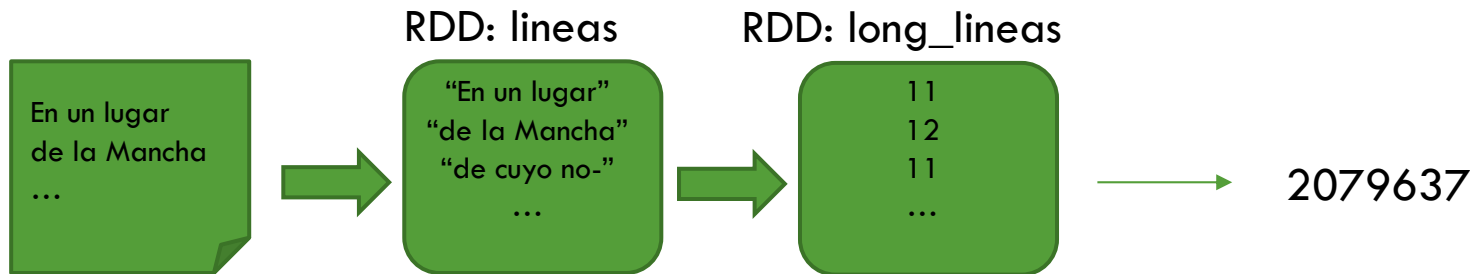 RDD: lineas
RDD: long_lineas
En un lugar
de la Mancha
...
“En un lugar”
“de la Mancha”
“de cuyo no-”
...
11
12
11
...
2079637